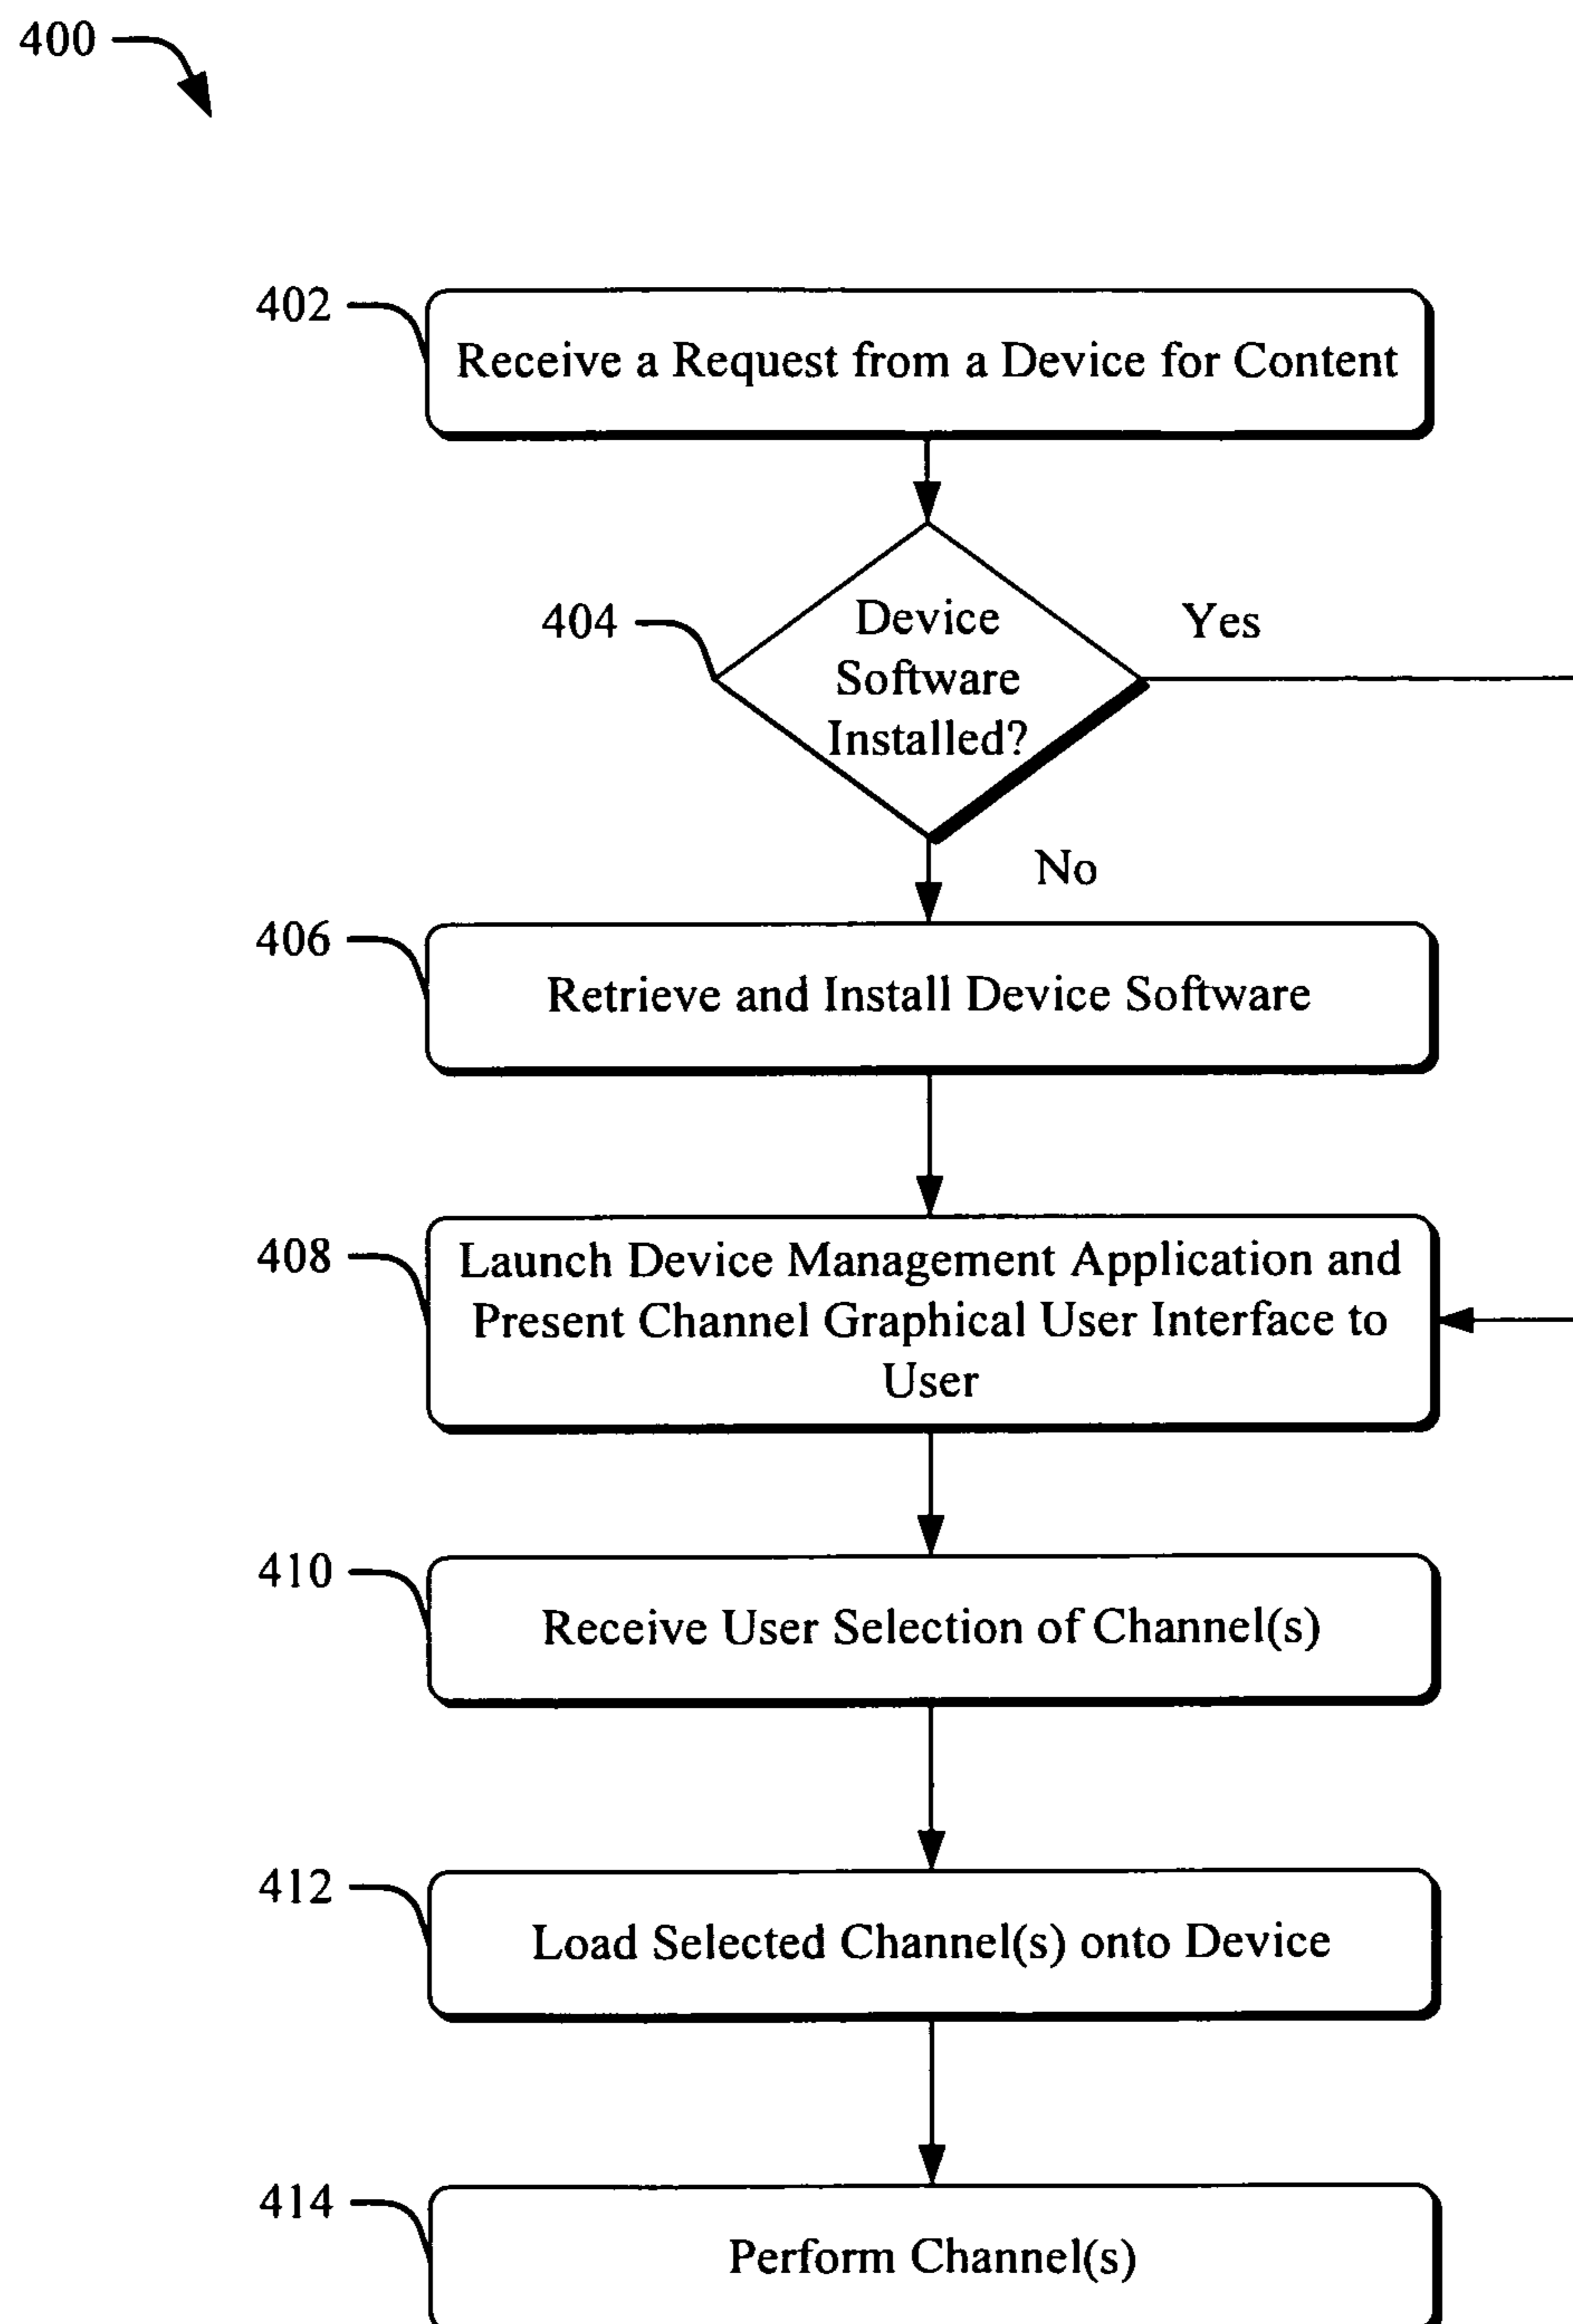 400
402
Receive a Request from a Device for Content
404
Device
Software
Installed?
Yes
No
406
Retrieve and Install Device Software
408
Launch Device Management Application and
Present Channel Graphical User Interface to
User
410
Receive User Selection of Channel(s)
412
Load Selected Channel(s) onto Device
414
Perform Channel(s)